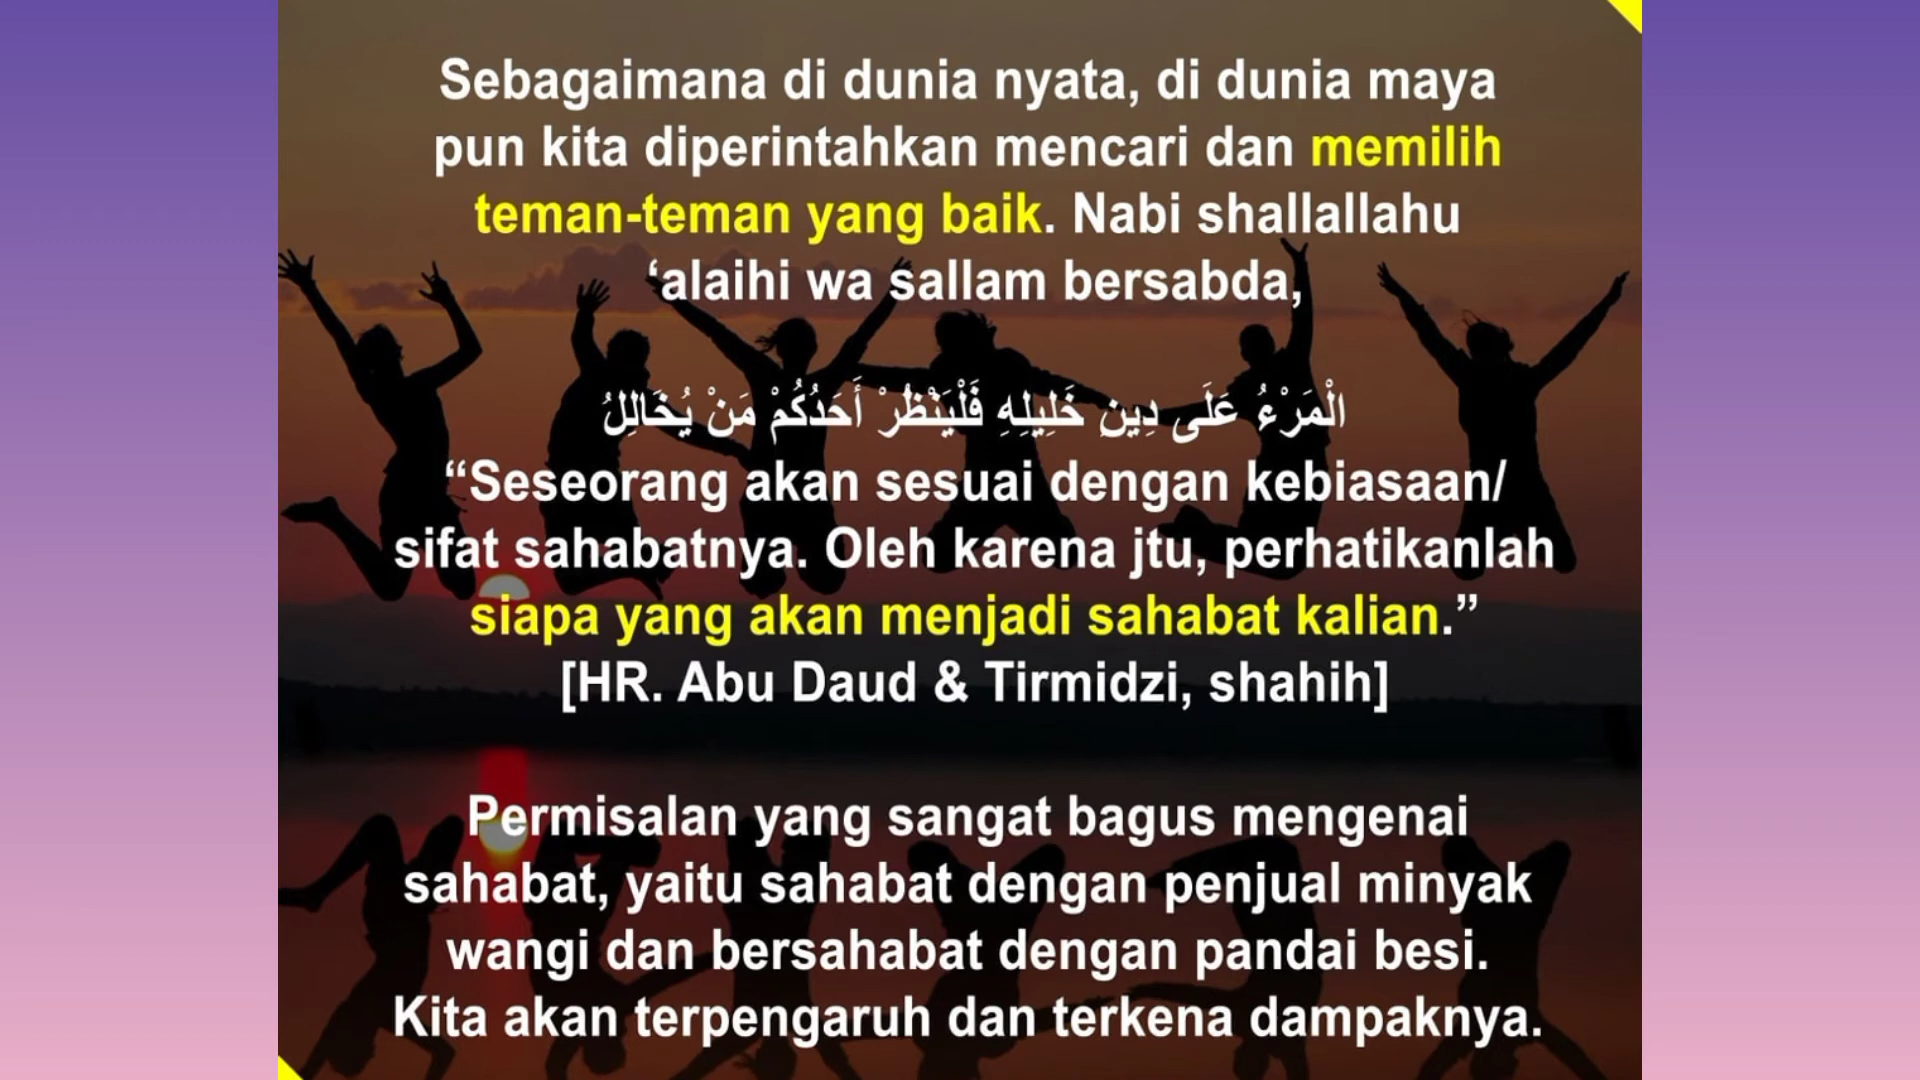 Sebagaimana di dunia nyata, di dunia maya
pun kita diperintahkan mencari dan memilih
teman-teman yang baik. Nabi shallallahu
‘alaihi wa sallam bersabda,
الْمَرْءُ عَلَى دِينِ خَلِيلِهِ فَلْيَنْظُرْ أَحَدُكُمْ مَنْ يُخَالِلُ
“Seseorang akan sesuai dengan kebiasaan/
sifat sahabatnya. Oleh karena jtu, perhatikanlah
siapa yang akan menjadi sahabat kalian.”
[HR. Abu Daud & Tirmidzi, shahih]
Permisalan yang sangat bagus mengenai
sahabat, yaitu sahabat dengan penjual minyak
wangi dan bersahabat dengan pandai besi.
Kita akan terpengaruh dan terkena dampaknya.